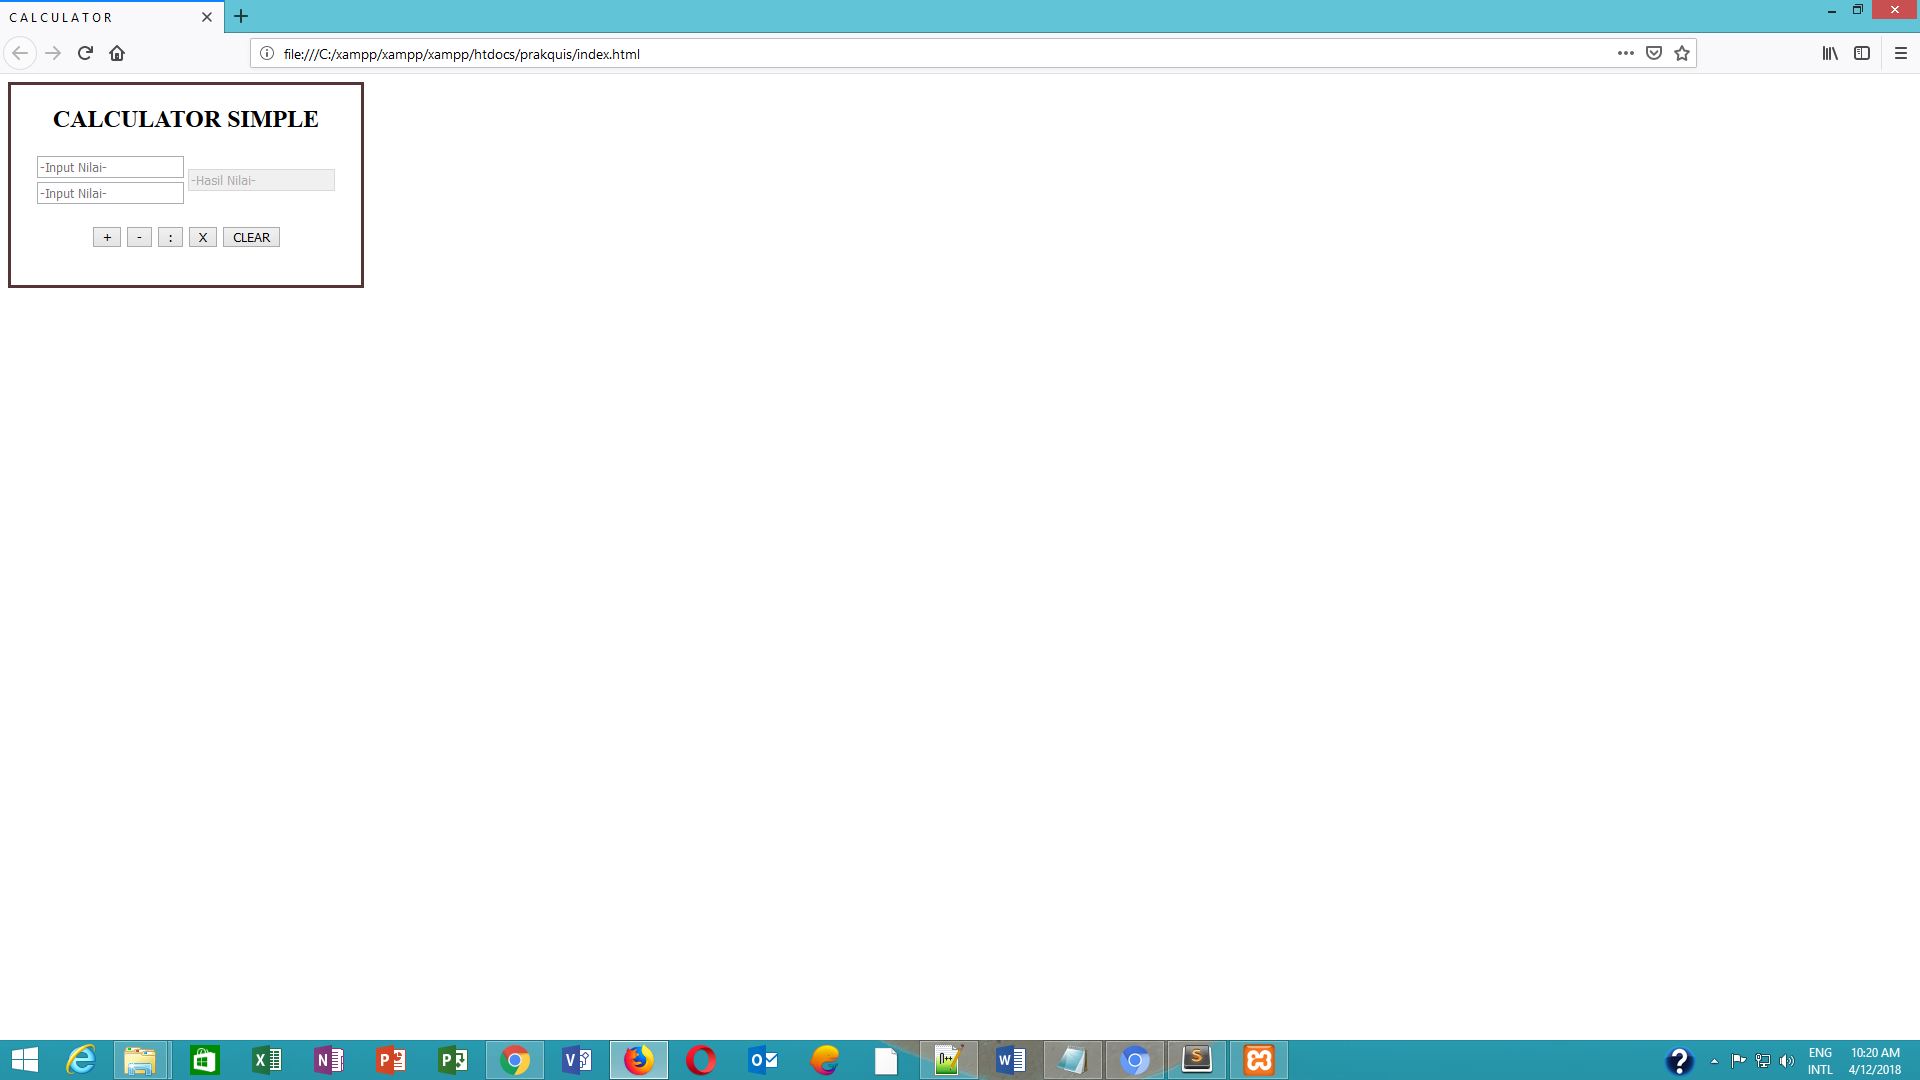 C A L C U L A T O R
file:///C:/xampp/xampp/xampp/htdocs/prakquis/index.html
CALCULATOR SIMPLE
-Input Nilai-
-Hasil Nilai-
-Input Nilai-
+ - : X CLEAR
ENG 10:20 AM
INTL 4/12/2018